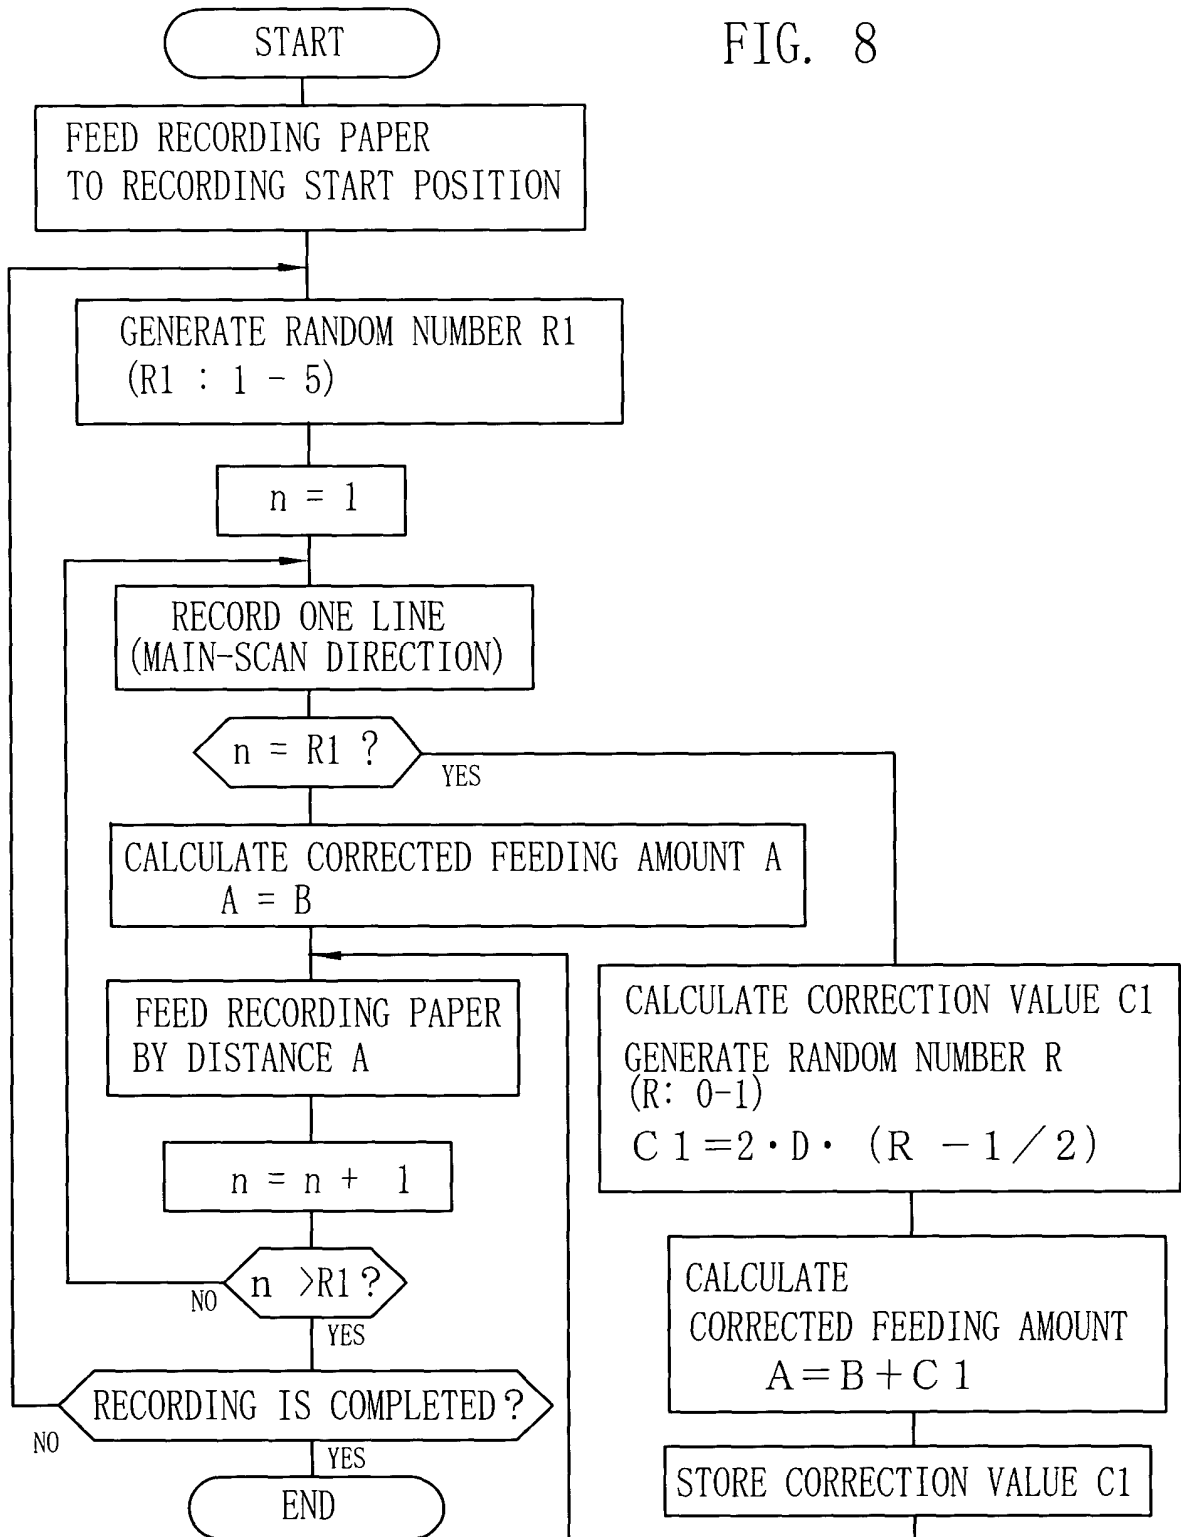 FIG. 8
START
FEED RECORDING PAPER
TO RECORDING START POSITION
GENERATE RANDOM NUMBER R1
(R1 : 1 - 5)
n = 1
RECORD ONE LINE
(MAIN-SCAN DIRECTION)
n = R1 ?
YES
CALCULATE CORRECTED FEEDING AMOUNT A
A = B
FEED RECORDING PAPER
BY DISTANCE A
n = n + 1
n >R1?
NO
YES
RECORDING IS COMPLETED?
NO
YES
END
CALCULATE CORRECTION VALUE C1
GENERATE RANDOM NUMBER R
(R: 0-1)
C1=2・D・(R -1/2)
CALCULATE
CORRECTED FEEDING AMOUNT
A=B+C1
STORE CORRECTION VALUE C1